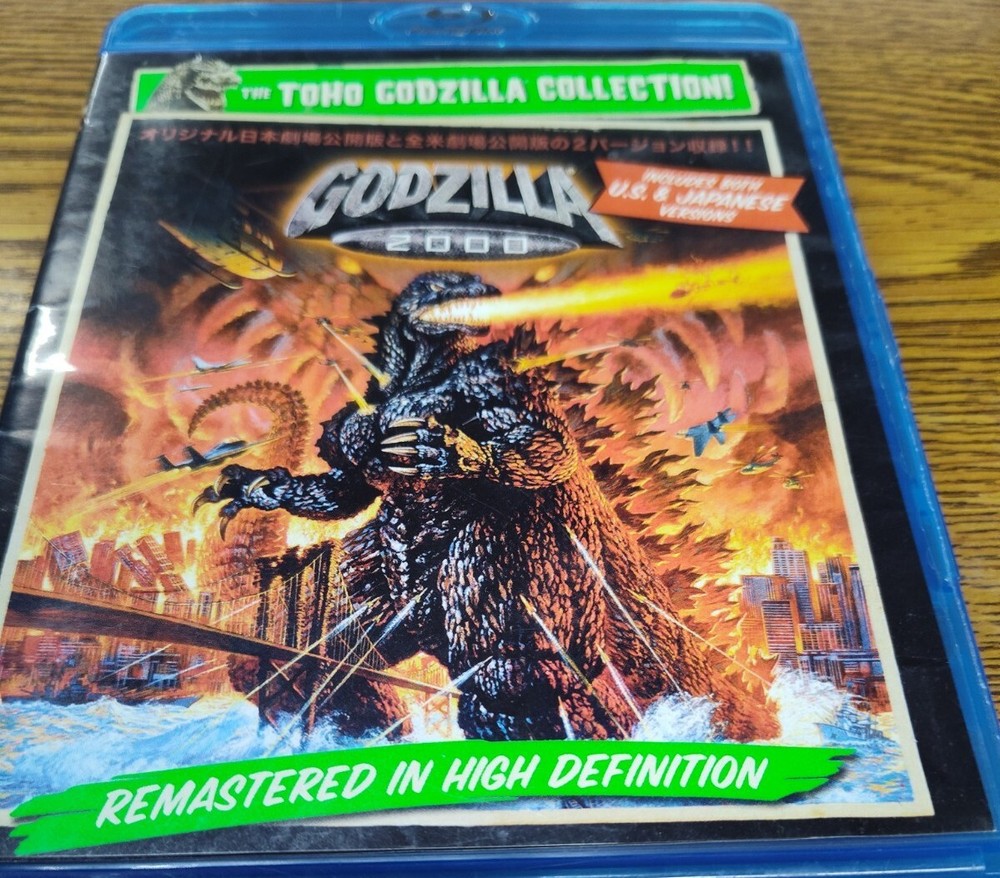 THE TOHO GODZILLA COLLECTION!
オリジナル日本劇場公開版と全米劇場公開版の2バージョン収録!!
GODZILLA
2000
INCLUDES BOTH
U.S. & JAPANESE
VERSIONS
REMASTERED IN HIGH DEFINITION